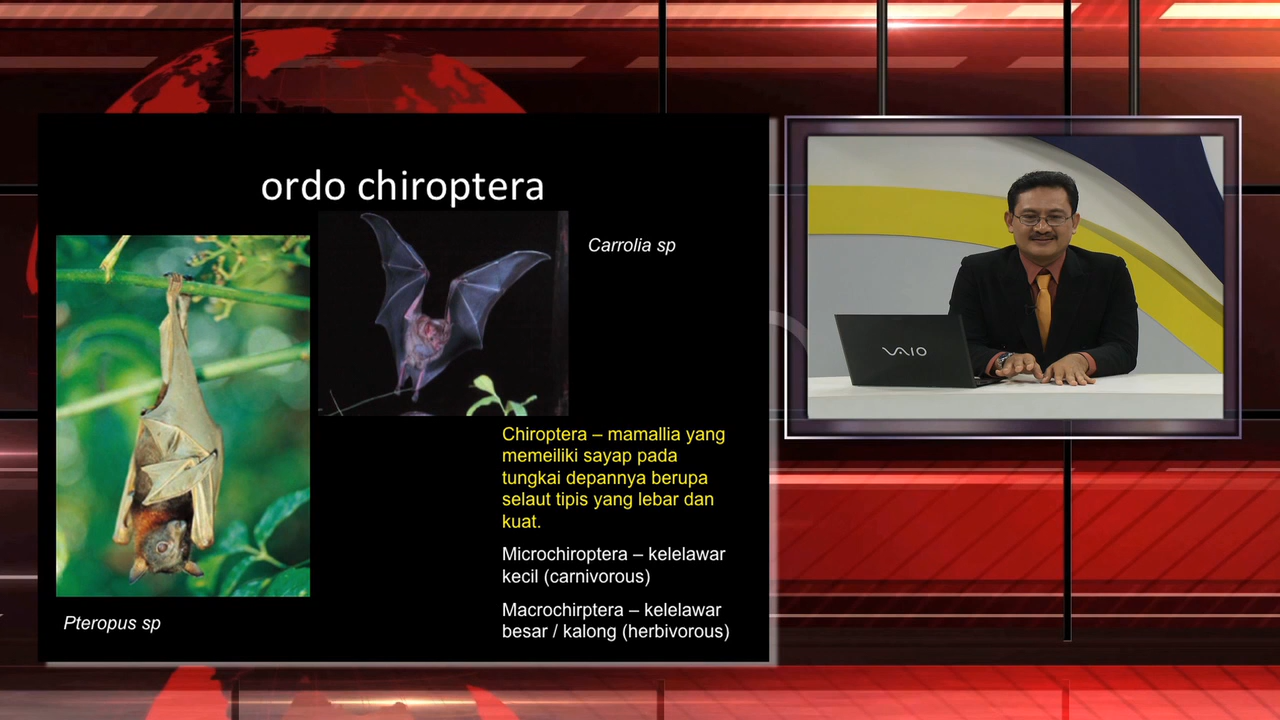 ordo chiroptera
Carrolia sp
Chiroptera – mamallia yang
memeiliki sayap pada
tungkai depannya berupa
selaut tipis yang lebar dan
kuat.
Microchiroptera – kelelawar
kecil (carnivorous)
Macrochirptera – kelelawar
besar / kalong (herbivorous)
Pteropus sp
VAIO